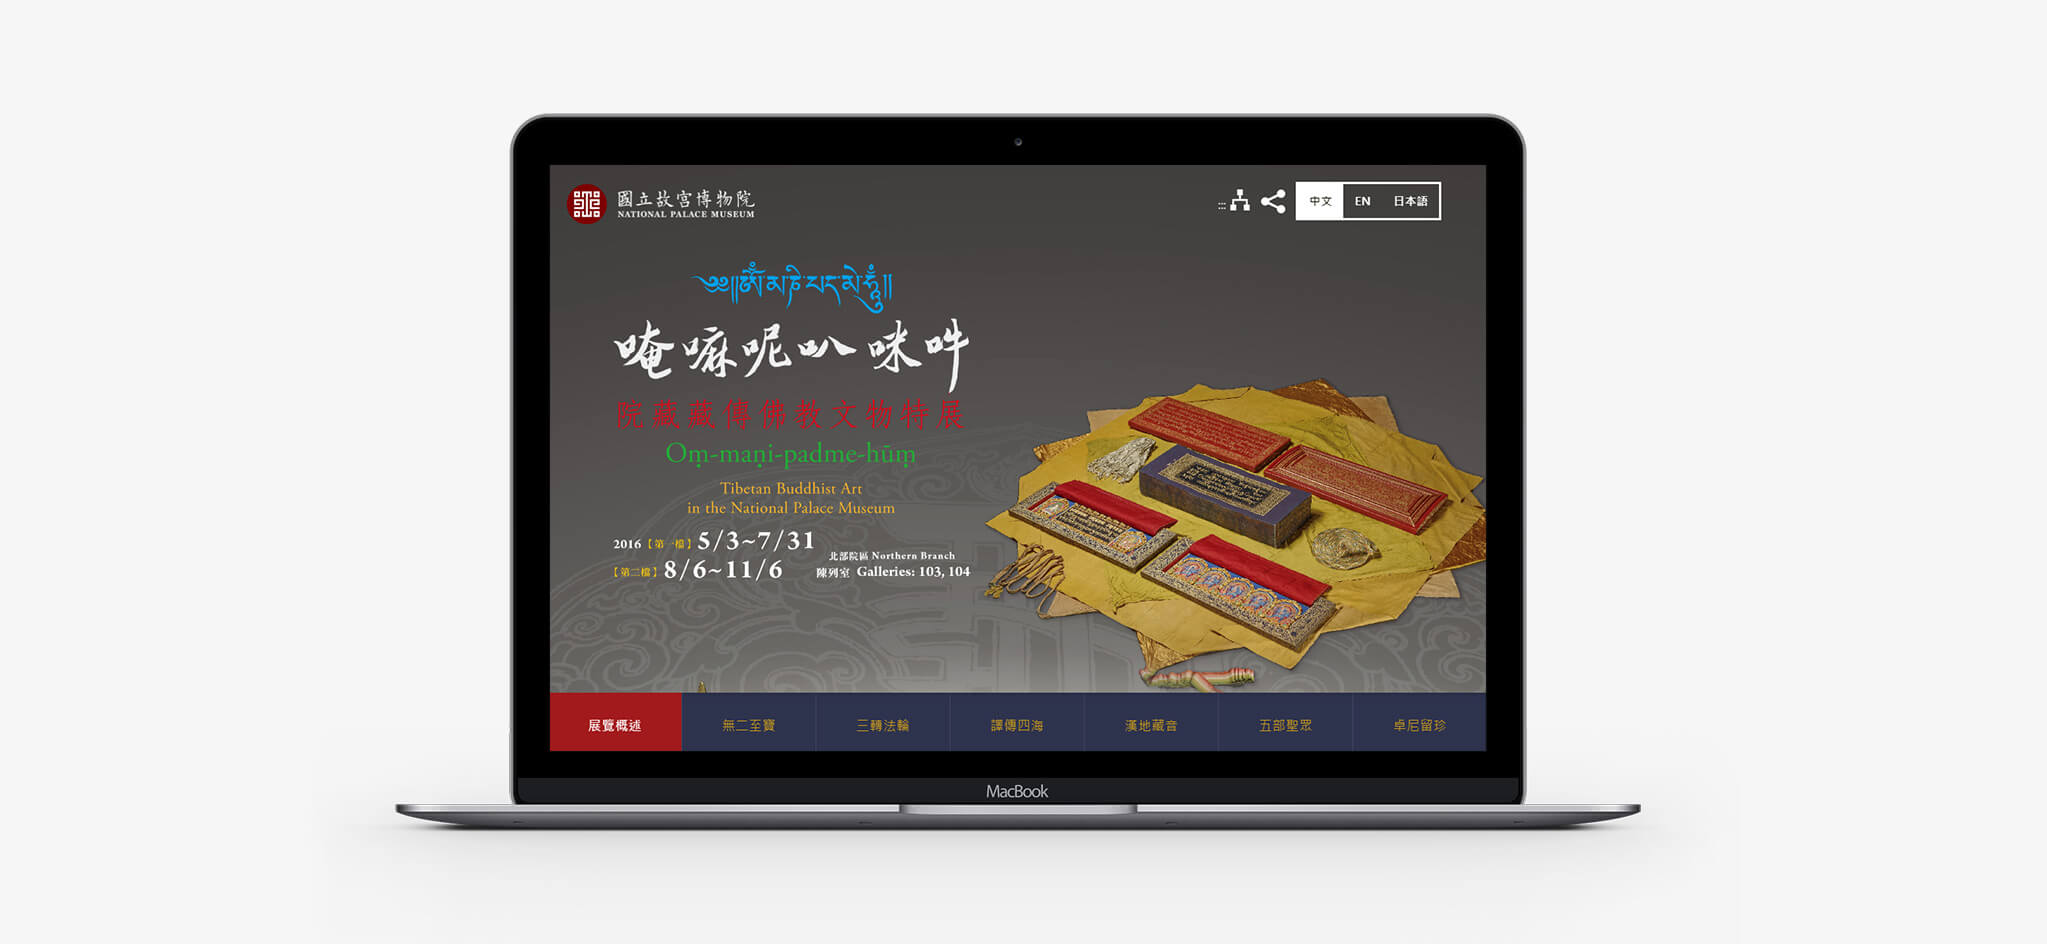 國立故宮博物院
NATIONAL PALACE MUSEUM
:::
中文 EN 日本語
༄༅།།ཨོཾ་མ་ཎི་པད་མེ་ཧཱུྃ།།
唵嘛呢叭咪吽
院藏藏傳佛教文物特展
Oṃ-maṇi-padme-hūṃ
Tibetan Buddhist Art
in the National Palace Museum
2016【第一檔】5/3~7/31
【第二檔】8/6~11/6
北部院區 Northern Branch
陳列室 Galleries: 103, 104
展覽概述 無二至寶 三轉法輪 譯傳四海 漢地藏音 五部聖眾 卓尼留珍
MacBook